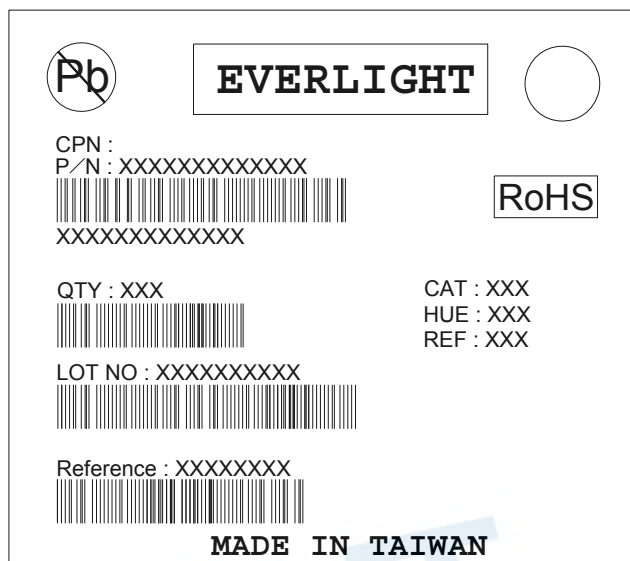 Pb
EVERLIGHT
CPN :
P/N : XXXXXXXXXXXXX
RoHS
XXXXXXXXXXXXX
QTY : XXX
CAT : XXX
HUE : XXX
REF : XXX
LOT NO : XXXXXXXXXX
Reference : XXXXXXXX
MADE IN TAIWAN